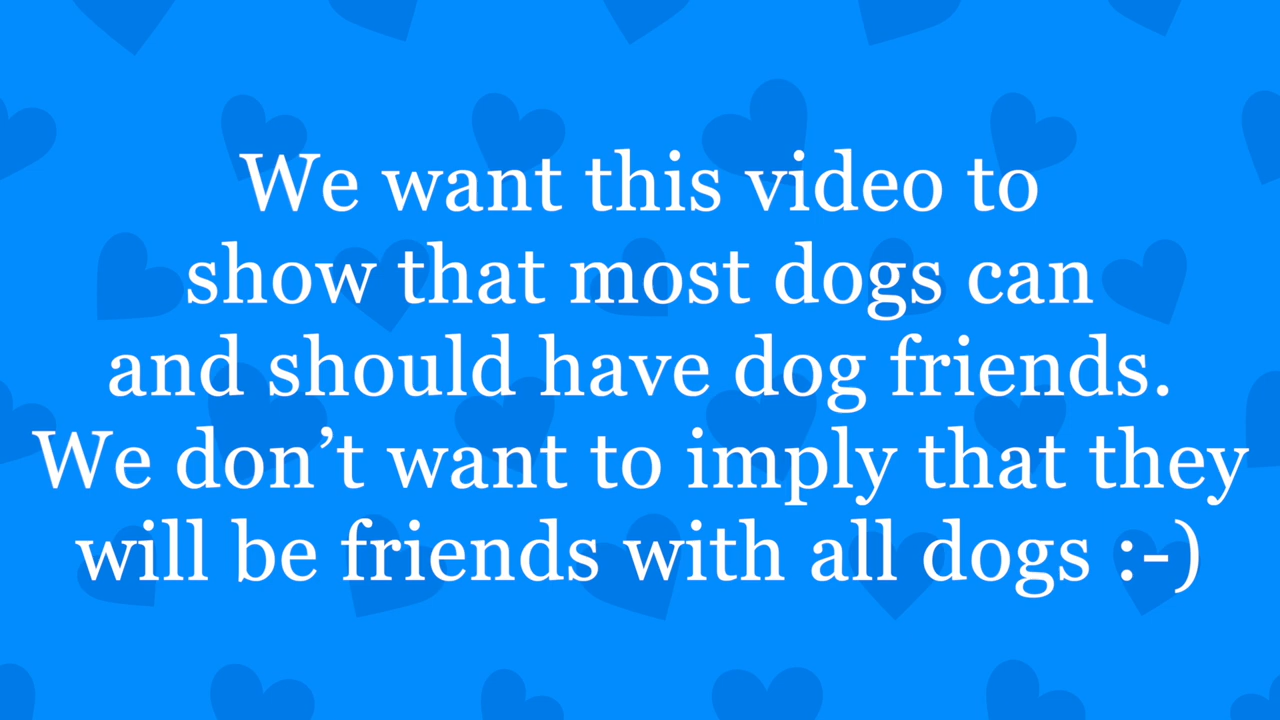 We want this video to
show that most dogs can
and should have dog friends.
We don’t want to imply that they
will be friends with all dogs :-)